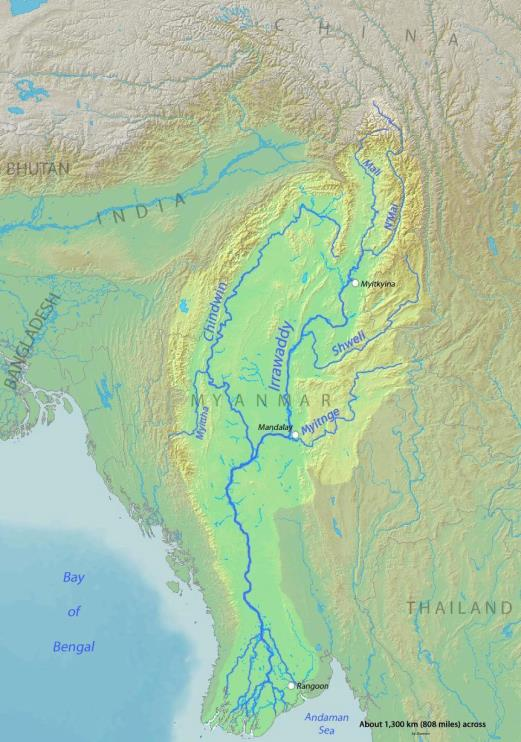 CHINA
BHUTAN
INDIA
Mali
N'Mai
Myitkyina
BANGLADESH
Chindwin
Irrawaddy
Shweli
MYANMAR
Myittha
Mandalay
Myitnge
Bay
of
Bengal
THAILAND
Rangoon
Andaman
Sea
About 1,300 km (808 miles) across